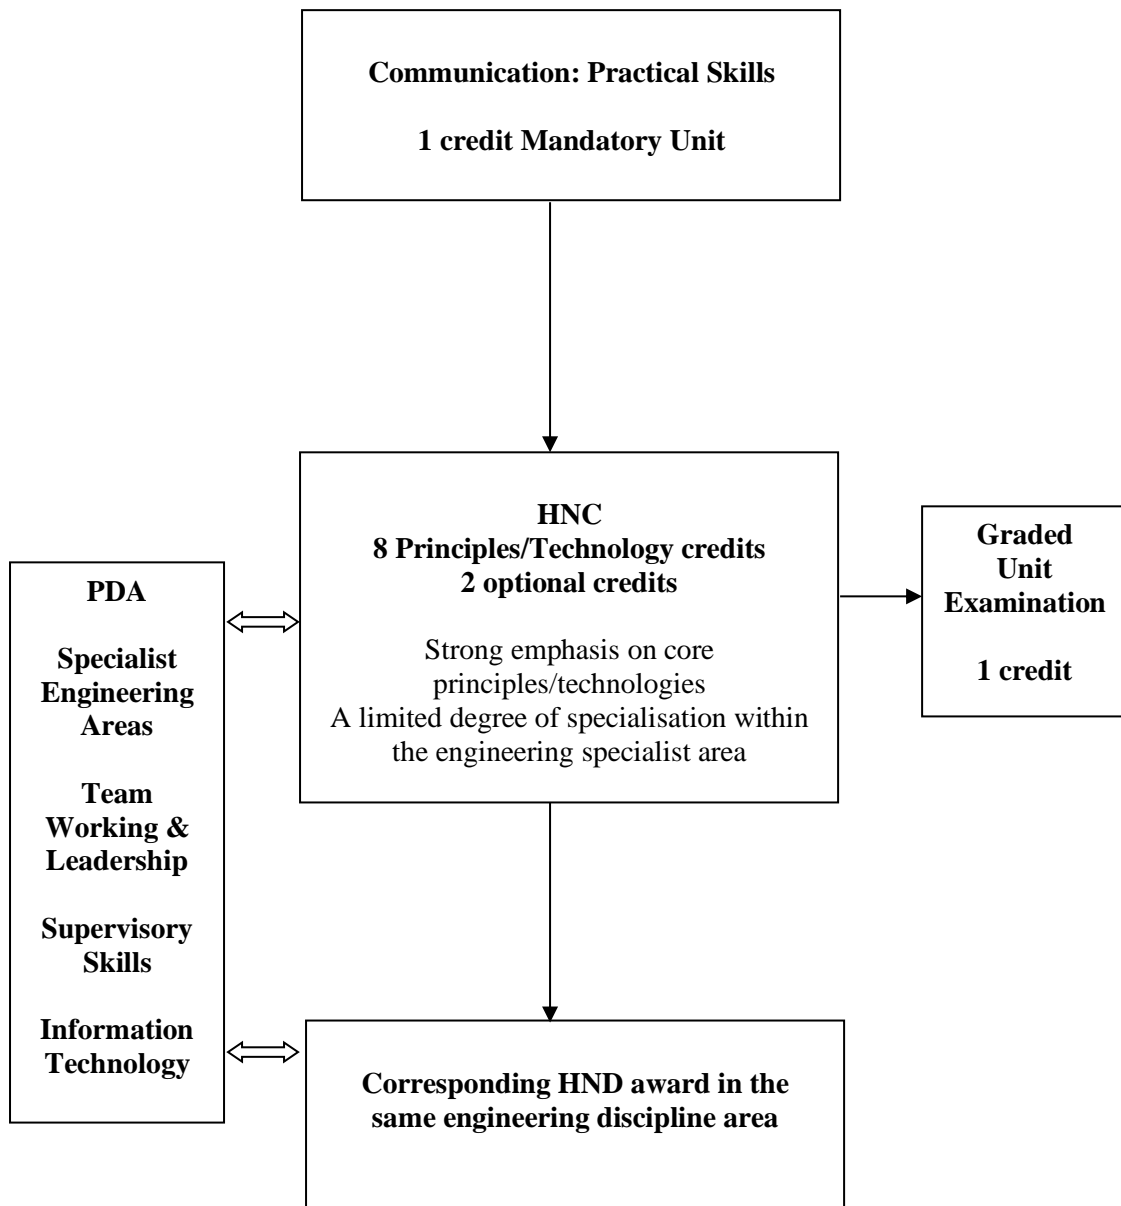 Communication: Practical Skills
1 credit Mandatory Unit
HNC
8 Principles/Technology credits
2 optional credits
Strong emphasis on core
principles/technologies
A limited degree of specialisation within
the engineering specialist area
Graded
Unit
Examination
1 credit
PDA
Specialist
Engineering
Areas
Team
Working &
Leadership
Supervisory
Skills
Information
Technology
Corresponding HND award in the
same engineering discipline area